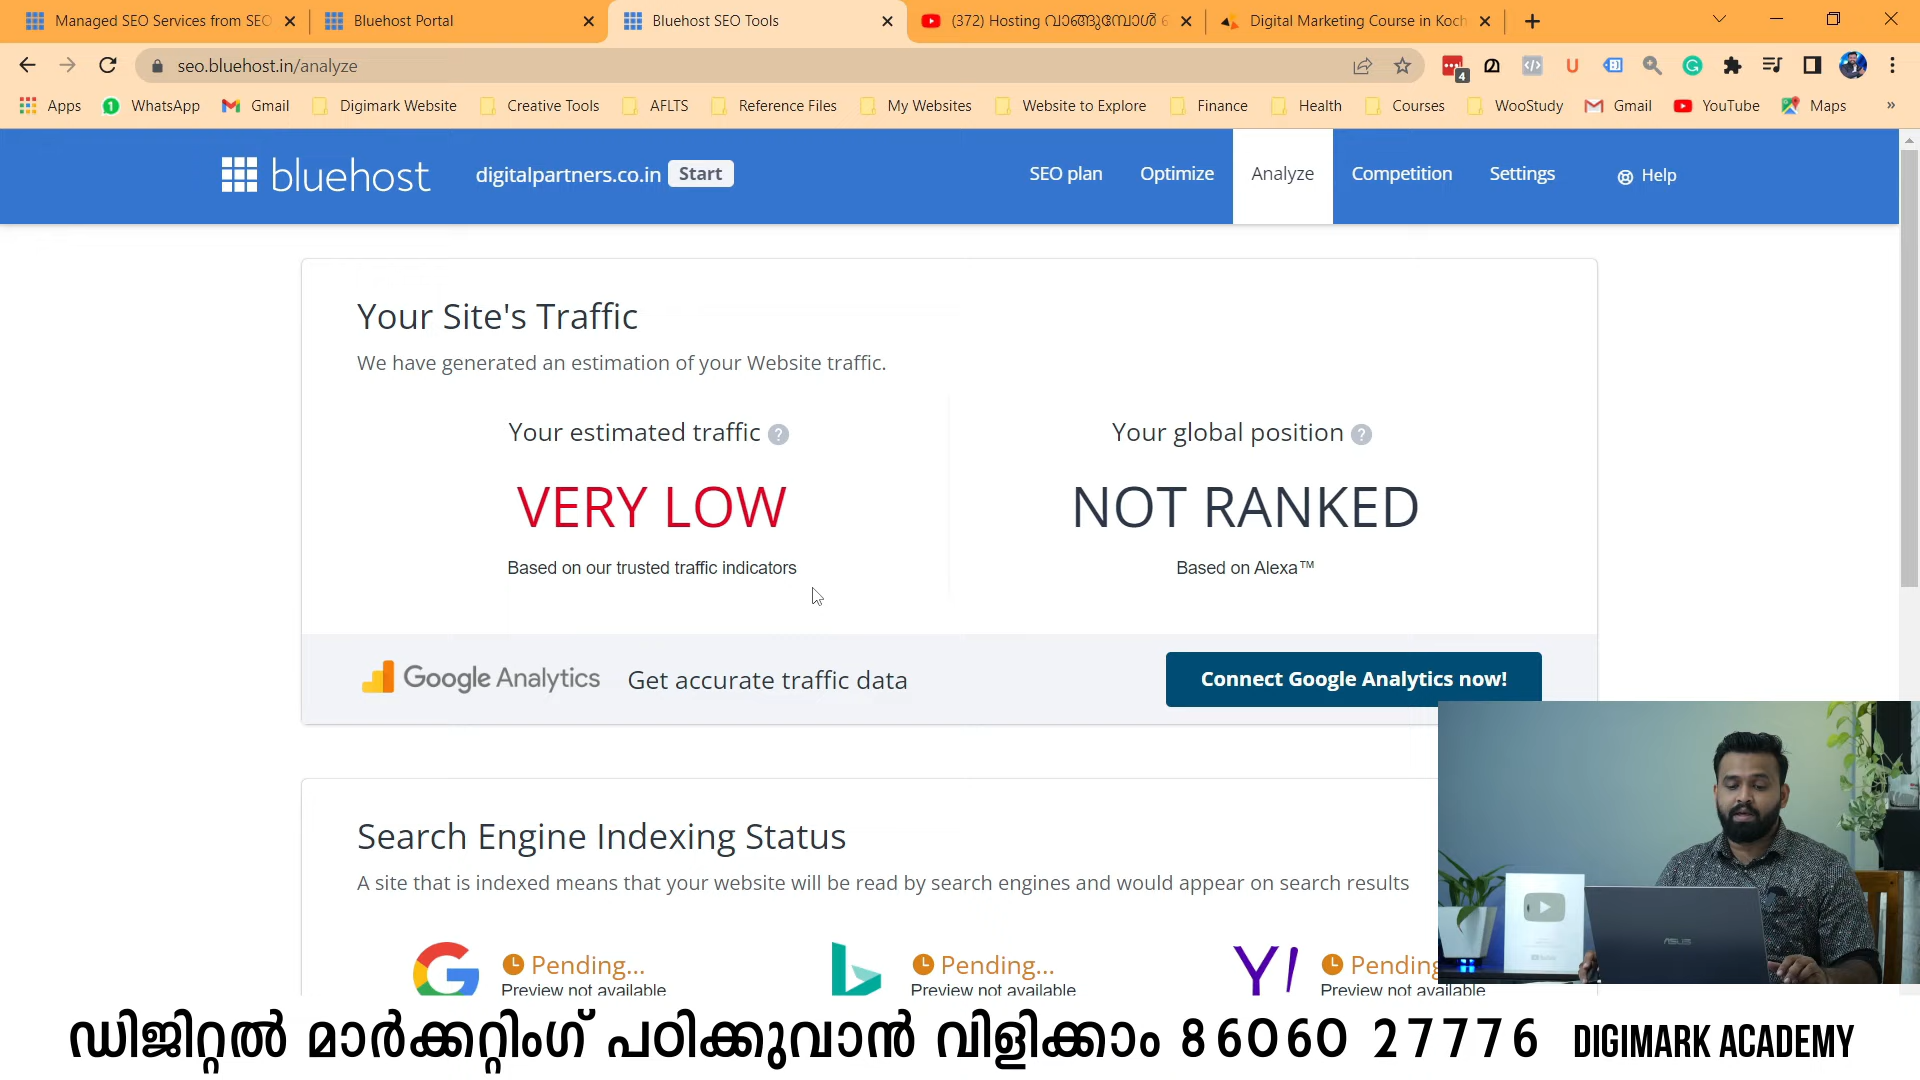 Managed SEO Services from SEO
Bluehost Portal
Bluehost SEO Tools
(372) Hosting വാങ്ങുമ്പോൾ
Digital Marketing Course in Koch
seo.bluehost.in/analyze
4
Apps
WhatsApp
Gmail
Digimark Website
Creative Tools
AFLTS
Reference Files
My Websites
Website to Explore
Finance
Health
Courses
WooStudy
Gmail
YouTube
Maps
»
bluehost
digitalpartners.co.in Start
SEO plan
Optimize
Analyze
Competition
Settings
Help
Your Site's Traffic
We have generated an estimation of your Website traffic.
Your estimated traffic ?
VERY LOW
Based on our trusted traffic indicators
Your global position ?
NOT RANKED
Based on Alexa™
Google Analytics
Get accurate traffic data
Connect Google Analytics now!
Search Engine Indexing Status
A site that is indexed means that your website will be read by search engines and would appear on search results
Pending...
Preview not available
Pending...
Preview not available
Y!
Pending
Preview not available
ASUS
ഡിജിറ്റൽ മാർക്കറ്റിംഗ് പഠിക്കുവാൻ വിളിക്കാം 86060 27776 DIGIMARK ACADEMY